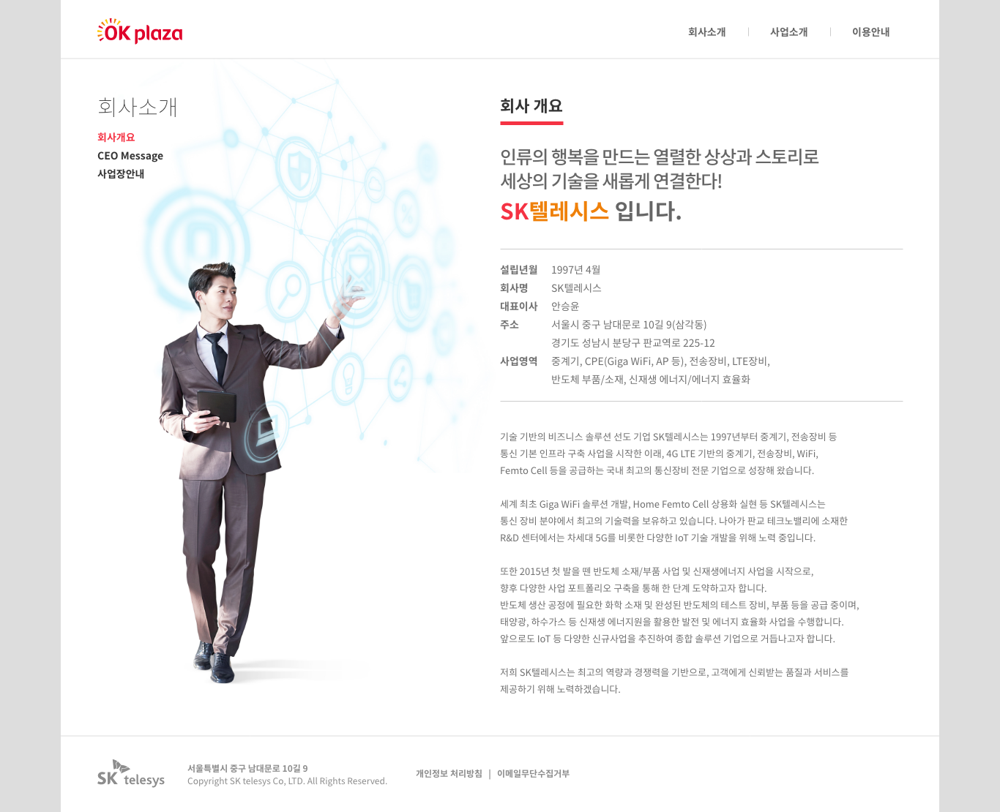 OK plaza
회사소개
사업소개
이용안내
회사소개
회사개요
CEO Message
사업장안내
회사 개요
인류의 행복을 만드는 열렬한 상상과 스토리로
세상의 기술을 새롭게 연결한다!
SK텔레시스 입니다.
설립년월 1997년 4월
회사명 SK텔레시스
대표이사 안승윤
주소 서울시 중구 남대문로 10길 9(삼각동)
경기도 성남시 분당구 판교역로 225-12
사업영역 중계기, CPE(Giga WiFi, AP 등), 전송장비, LTE장비,
반도체 부품/소재, 신재생 에너지/에너지 효율화
기술 기반의 비즈니스 솔루션 선도 기업 SK텔레시스는 1997년부터 중계기, 전송장비 등
통신 기본 인프라 구축 사업을 시작한 이래, 4G LTE 기반의 중계기, 전송장비, WiFi,
Femto Cell 등을 공급하는 국내 최고의 통신장비 전문 기업으로 성장해 왔습니다.
세계 최초 Giga WiFi 솔루션 개발, Home Femto Cell 상용화 실현 등 SK텔레시스는
통신 장비 분야에서 최고의 기술력을 보유하고 있습니다. 나아가 판교 테크노밸리에 소재한
R&D 센터에서는 차세대 5G를 비롯한 다양한 IoT 기술 개발을 위해 노력 중입니다.
또한 2015년 첫 발을 뗀 반도체 소재/부품 사업 및 신재생에너지 사업을 시작으로,
향후 다양한 사업 포트폴리오 구축을 통해 한 단계 도약하고자 합니다.
반도체 생산 공정에 필요한 화학 소재 및 완성된 반도체의 테스트 장비, 부품 등을 공급 중이며,
태양광, 하수가스 등 신재생 에너지원을 활용한 발전 및 에너지 효율화 사업을 수행합니다.
앞으로도 IoT 등 다양한 신규사업을 추진하여 종합 솔루션 기업으로 거듭나고자 합니다.
저희 SK텔레시스는 최고의 역량과 경쟁력을 기반으로, 고객에게 신뢰받는 품질과 서비스를
제공하기 위해 노력하겠습니다.
SK telesys
서울특별시 중구 남대문로 10길 9
Copyright SK telesys Co, LTD. All Rights Reserved.
개인정보 처리방침 | 이메일무단수집거부